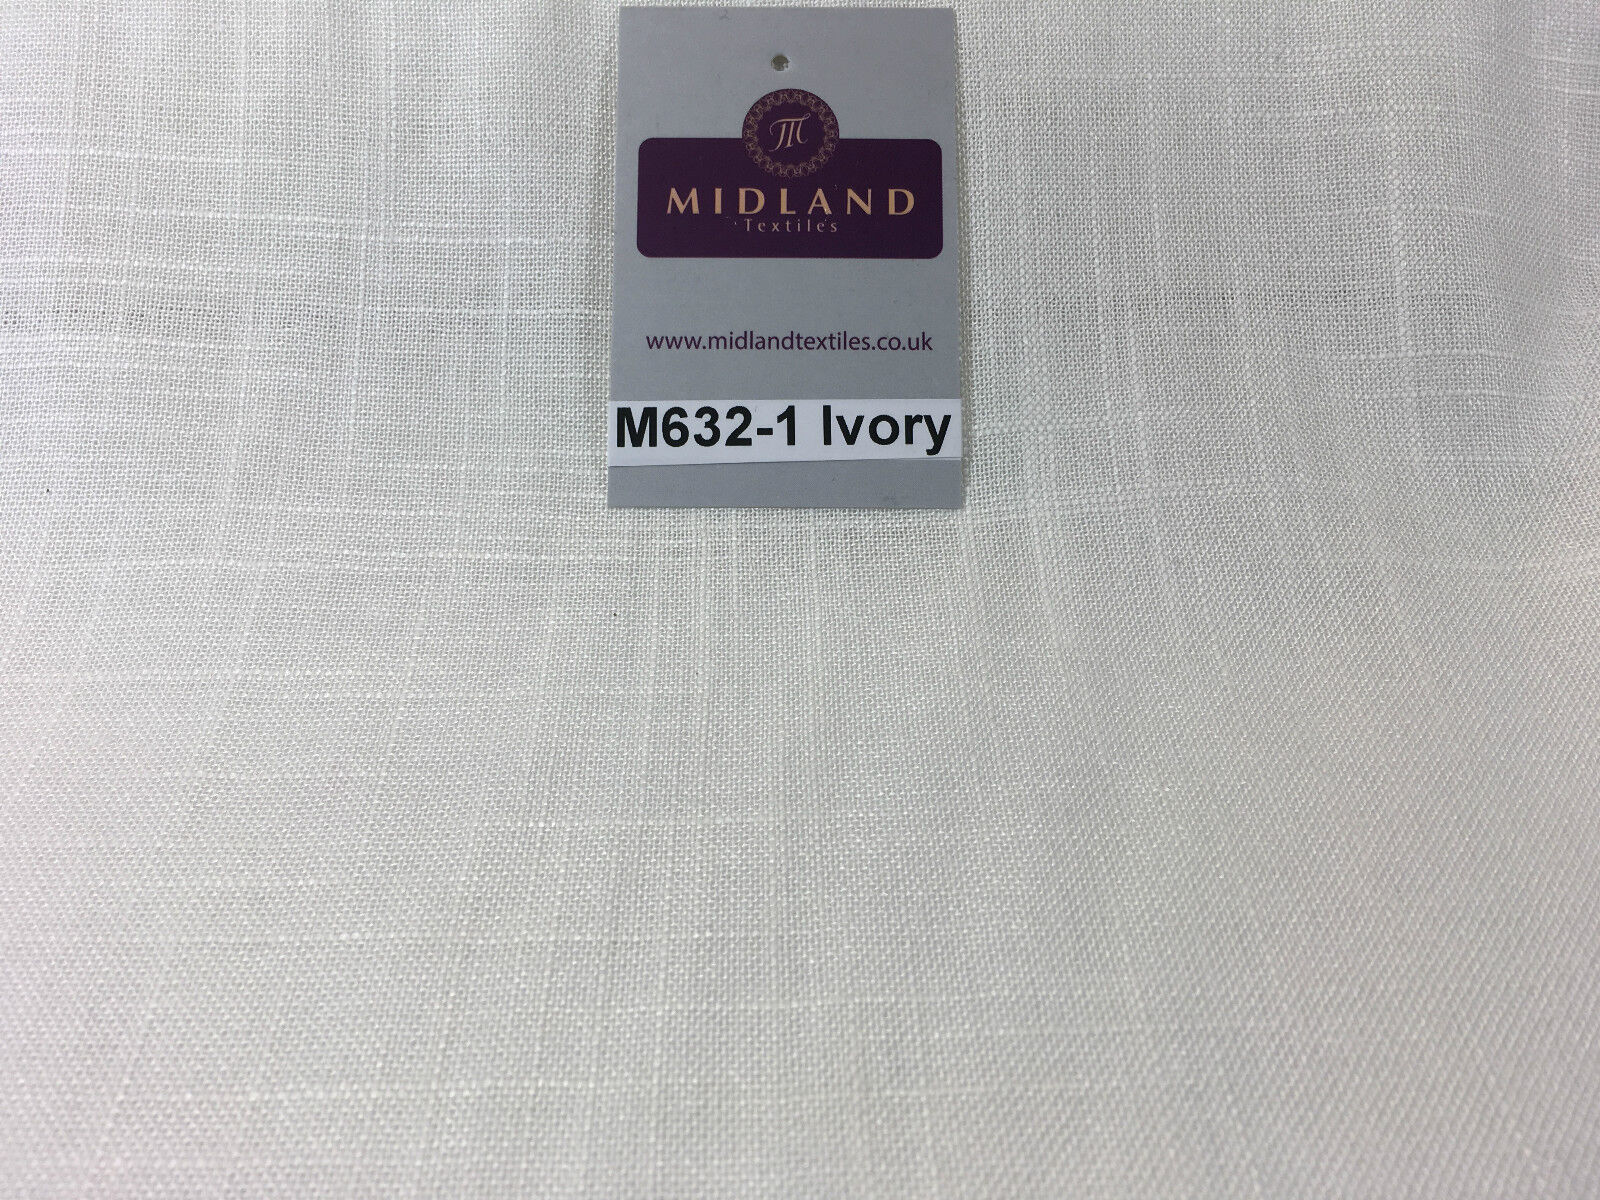 M
MIDLAND
Textiles
www.midlandtextiles.co.uk
M632-1 Ivory